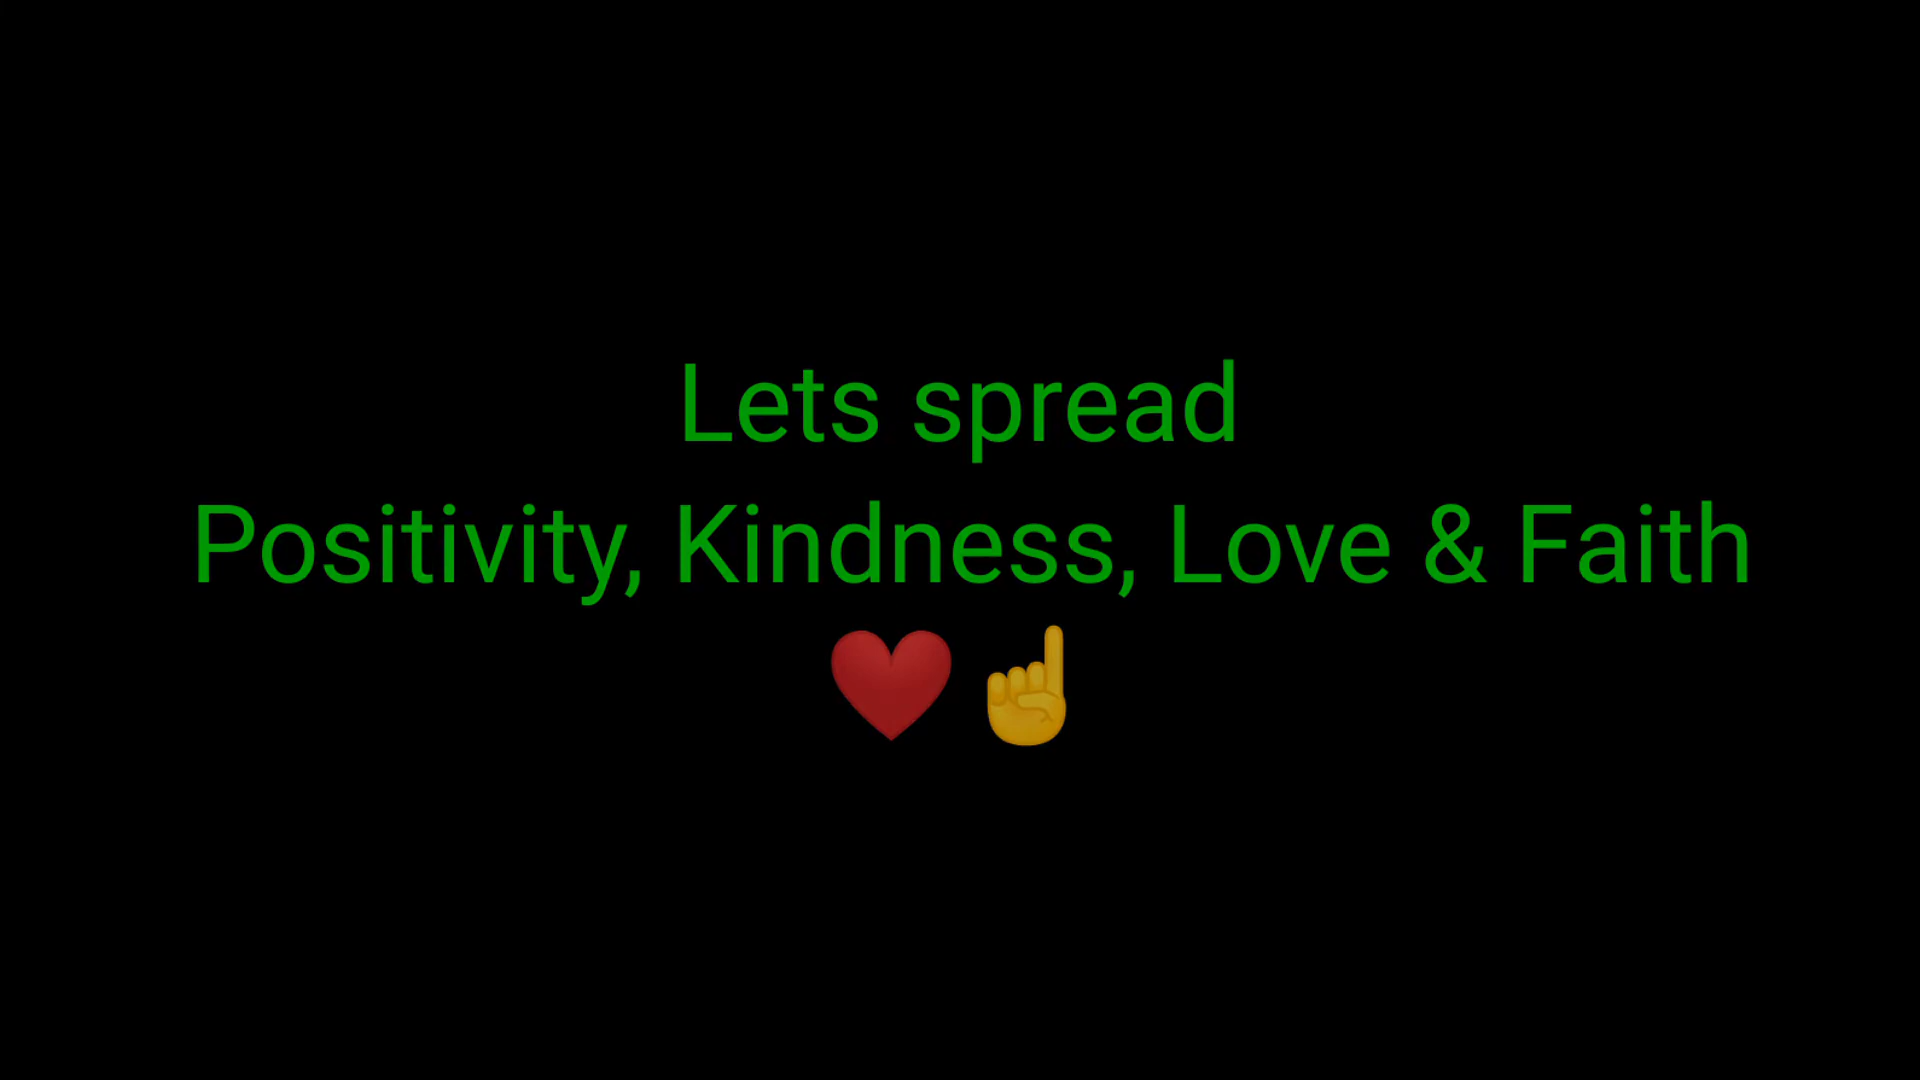 Lets spread
Positivity, Kindness, Love & Faith
❤️☝️